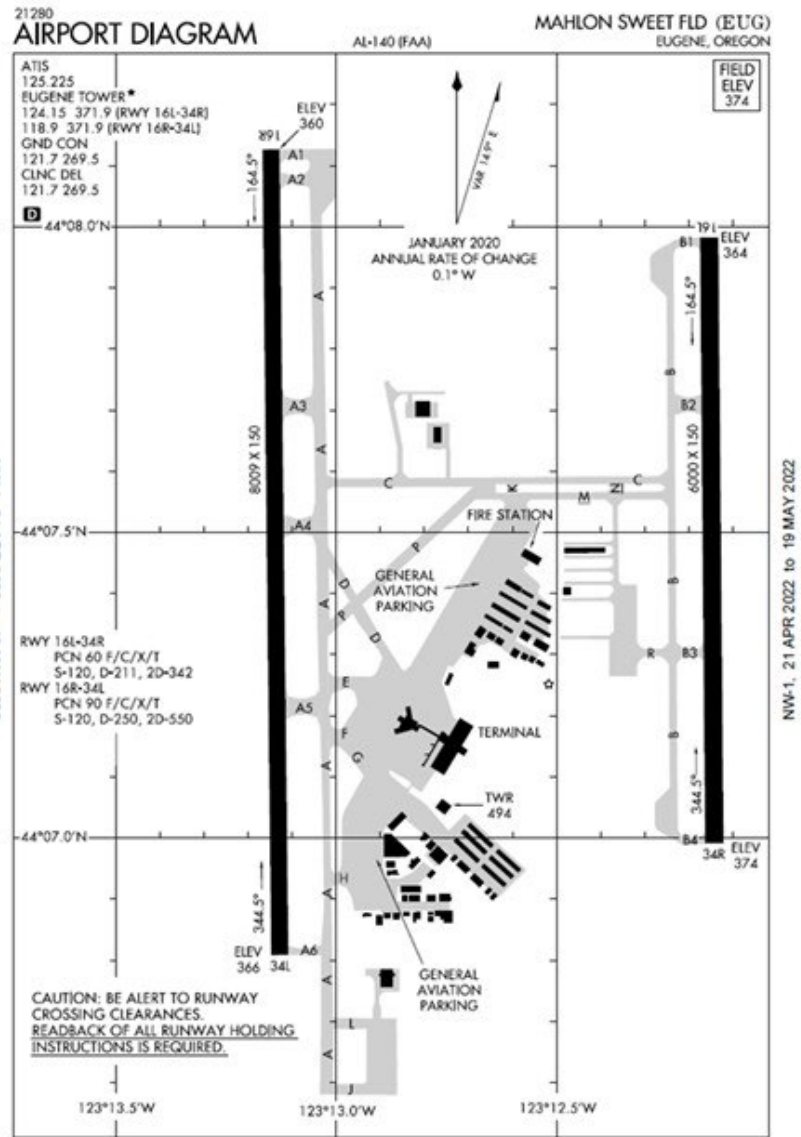 21280
AIRPORT DIAGRAM
AL-140 (FAA)
MAHLON SWEET FLD (EUG)
EUGENE, OREGON
ATIS
125.225
EUGENE TOWER★
124.15 371.9 (RWY 16L-34R)
118.9 371.9 (RWY 16R-34L)
GND CON
121.7 269.5
CLNC DEL
121.7 269.5
D
FIELD
ELEV
374
ELEV
360
16R
A1
A2
164.5°
VAR 14.9° E
JANUARY 2020
ANNUAL RATE OF CHANGE
0.1° W
44°08.0'N
16L
B1
ELEV
364
164.5°
A
B
A3
B2
8009 X 150
6000 X 150
A
C
K
C
M
N
A4
44°07.5'N
FIRE STATION
P
D
GENERAL
AVIATION
PARKING
A
P
D
B
RWY 16L-34R
PCN 60 F/C/X/T
S-120, D-211, 2D-342
RWY 16R-34L
PCN 90 F/C/X/T
S-120, D-250, 2D-550
R
B3
E
A5
F
G
TERMINAL
B
A
344.5°
TWR
494
44°07.0'N
B4
34R
ELEV
374
H
A
344.5°
ELEV
366
34L
A6
A
GENERAL
AVIATION
PARKING
CAUTION: BE ALERT TO RUNWAY
CROSSING CLEARANCES.
READBACK OF ALL RUNWAY HOLDING
INSTRUCTIONS IS REQUIRED.
L
A
J
123°13.5'W
123°13.0'W
123°12.5'W
NW-1, 21 APR 2022 to 19 MAY 2022